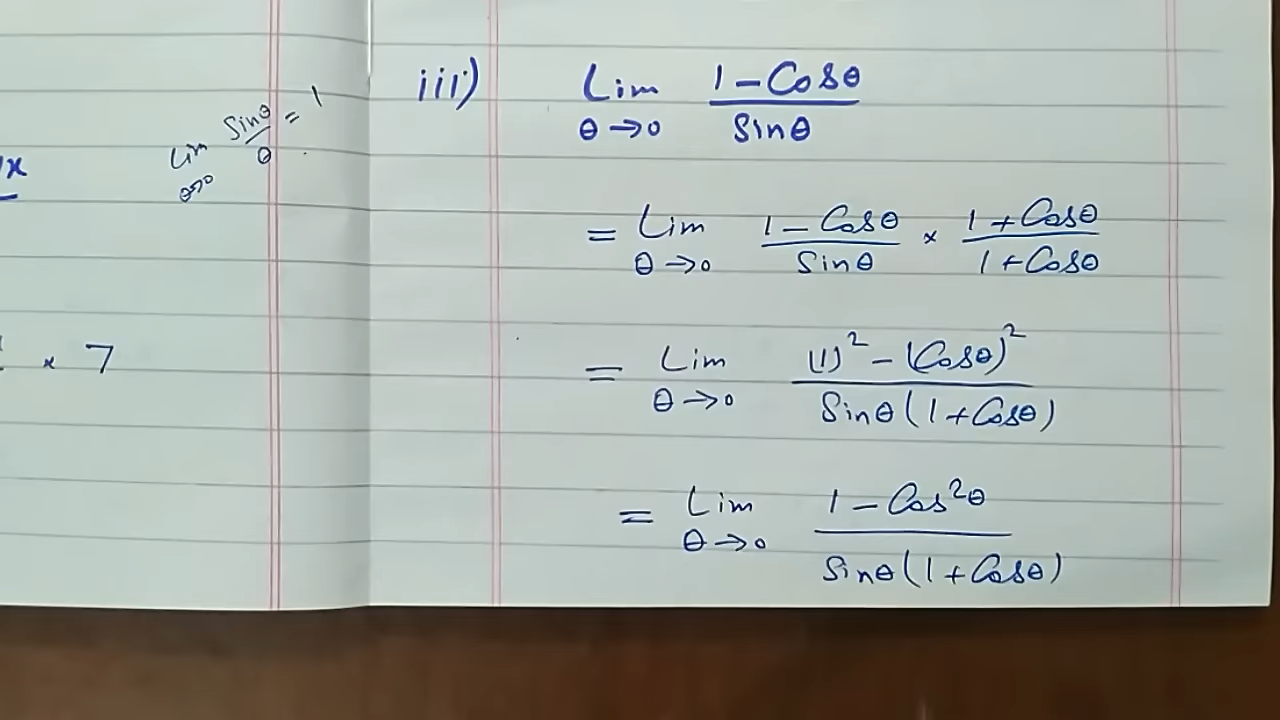 x
Lim θ→0 Sinθ/θ = 1
× 7
iii) Lim θ→0 1-Cosθ/Sinθ
= Lim θ→0 1-Cosθ/Sinθ × 1+Cosθ/1+Cosθ
= Lim θ→0 (1)²-(Cosθ)²/Sinθ(1+Cosθ)
= Lim θ→0 1-Cos²θ/Sinθ(1+Cosθ)